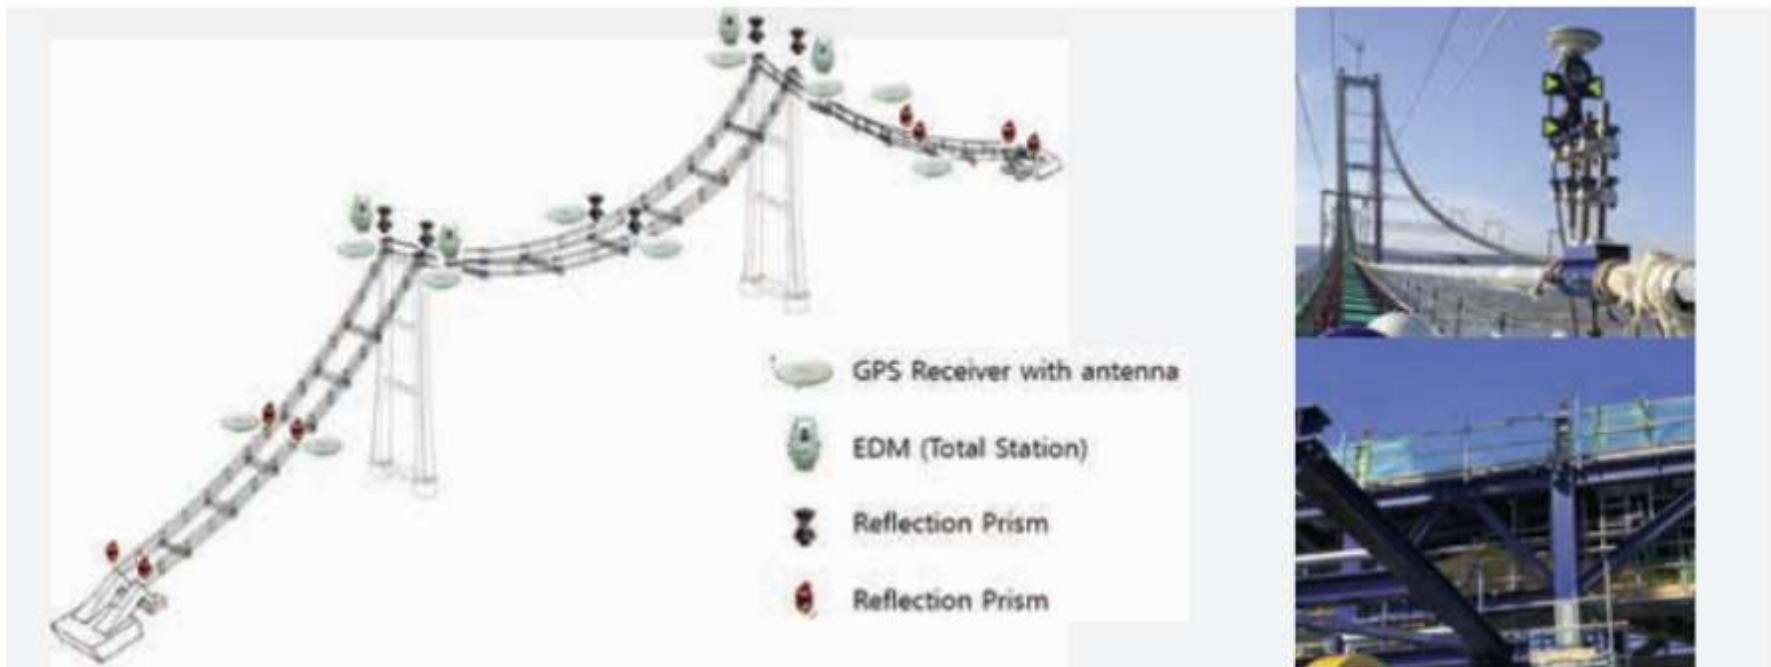 GPS Receiver with antenna
EDM (Total Station)
Reflection Prism
Reflection Prism